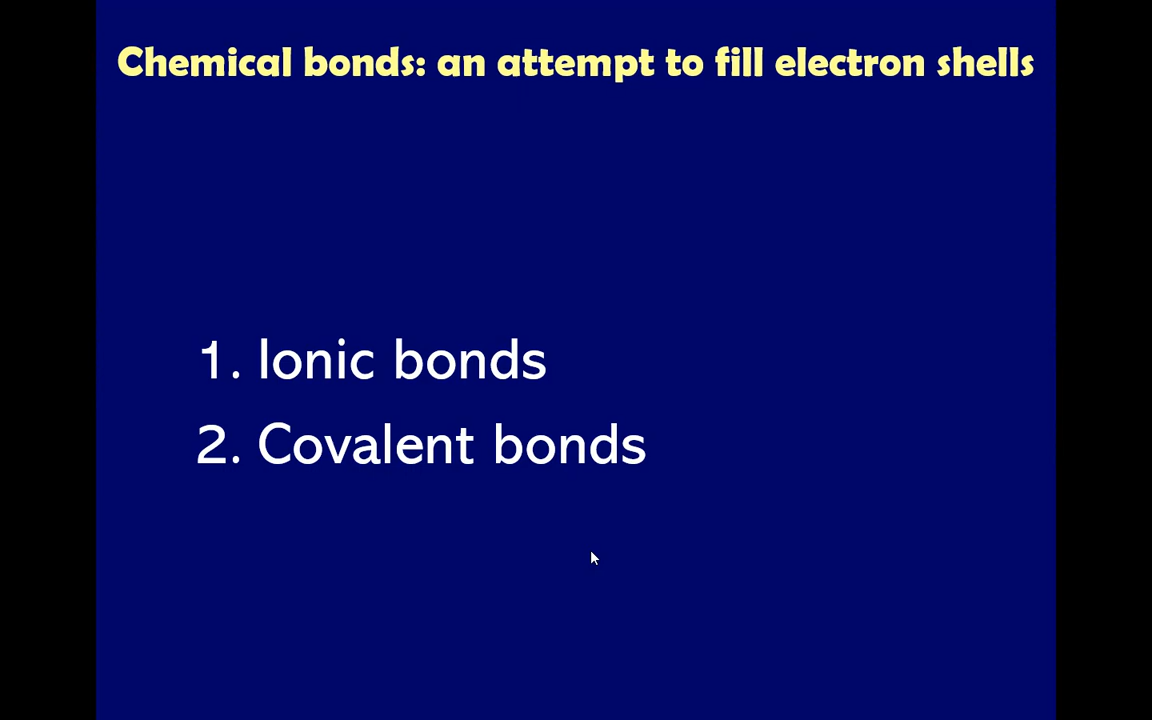 Chemical bonds: an attempt to fill electron shells
1. Ionic bonds
2. Covalent bonds